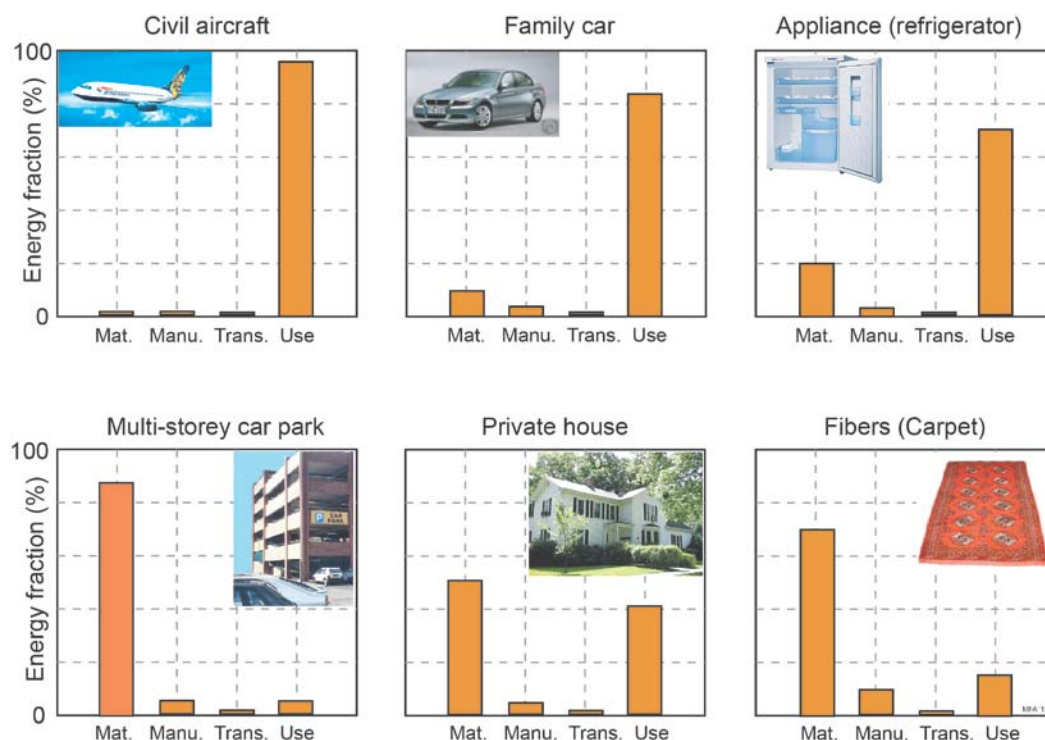 Civil aircraft
Family car
Appliance (refrigerator)
100
Energy fraction (%)
0
Mat. Manu. Trans. Use
Mat. Manu. Trans. Use
Mat. Manu. Trans. Use
Multi-storey car park
Private house
Fibers (Carpet)
100
Energy fraction (%)
0
CAR
PARK
Mat. Manu. Trans. Use
Mat. Manu. Trans. Use
Mat. Manu. Trans. Use